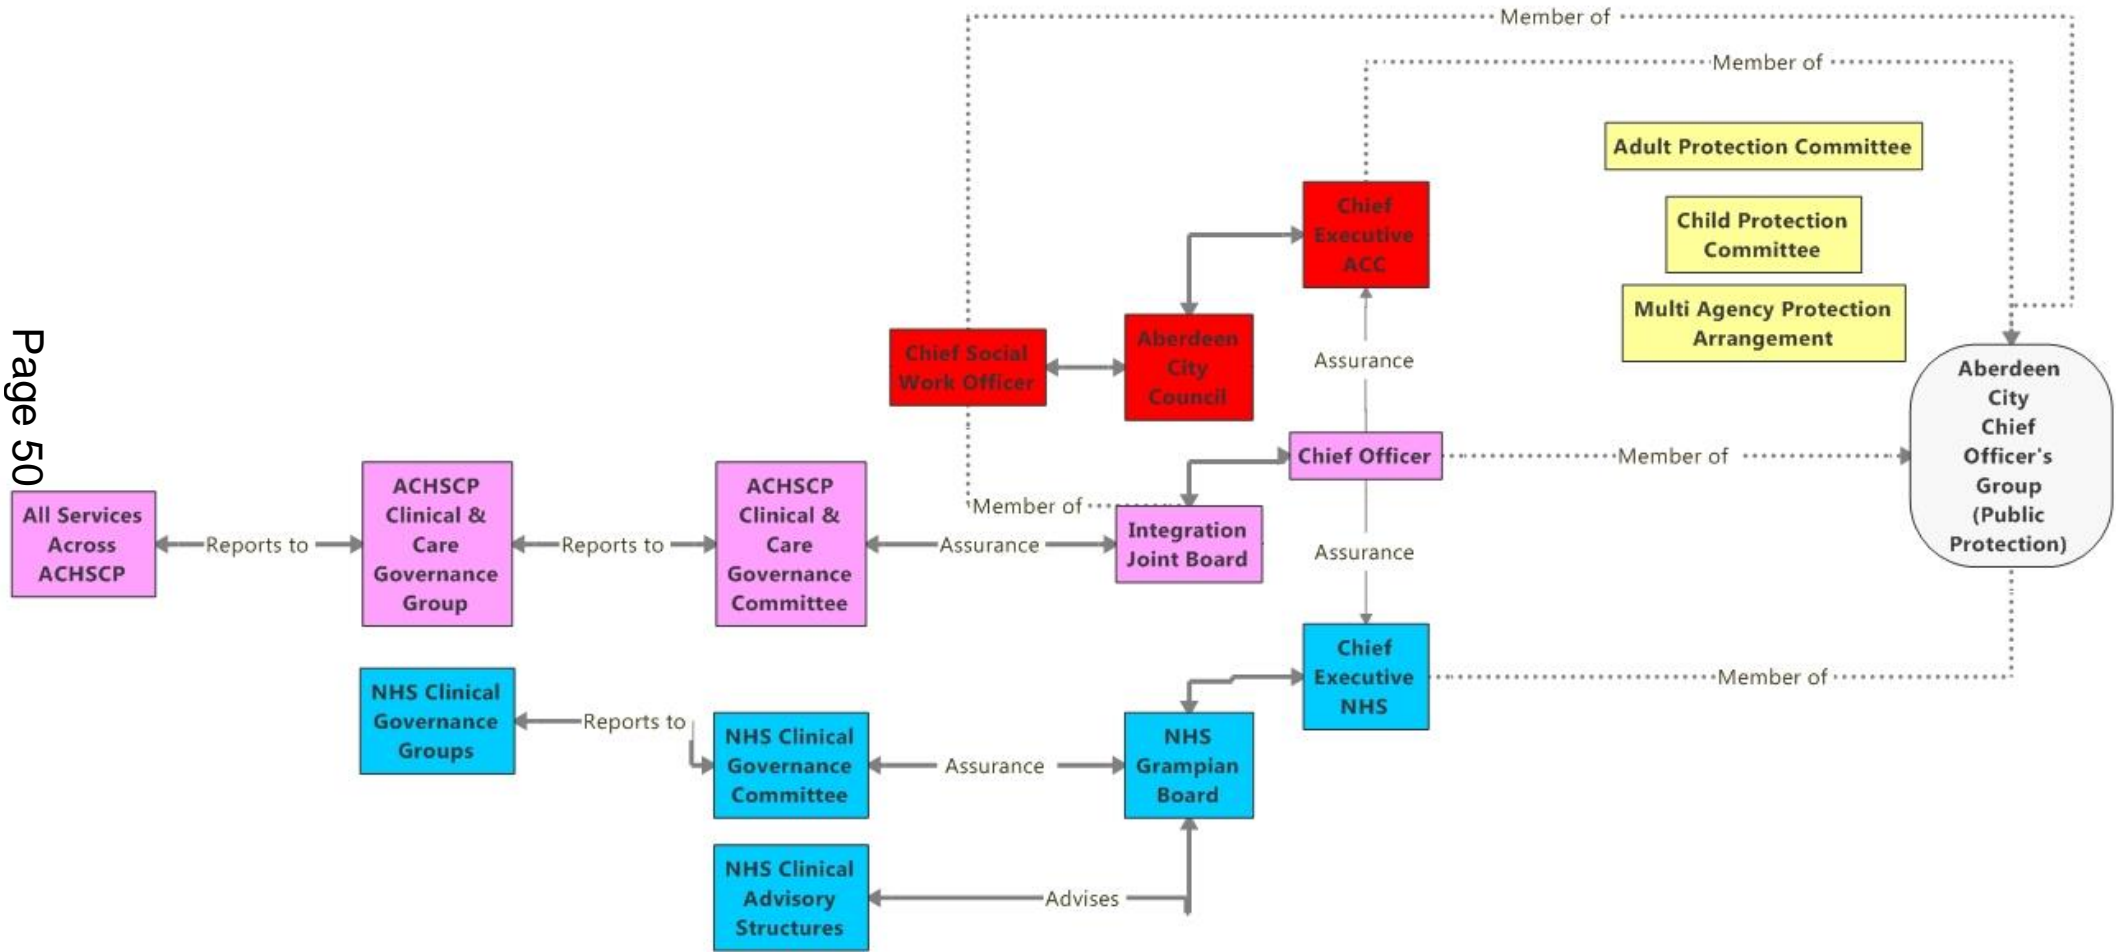 Member of
Member of
Adult Protection Committee
Child Protection
Committee
Multi Agency Protection
Arrangement
Chief
Executive
ACC
Chief Social
Work Officer
Aberdeen
City
Council
Assurance
Aberdeen
City
Chief
Officer's
Group
(Public
Protection)
Chief Officer
Member of
Page 50
All Services
Across
ACHSCP
Reports to
ACHSCP
Clinical &
Care
Governance
Group
Reports to
ACHSCP
Clinical &
Care
Governance
Committee
Assurance
Member of
Integration
Joint Board
Assurance
Chief
Executive
NHS
Member of
NHS Clinical
Governance
Groups
Reports to
NHS Clinical
Governance
Committee
Assurance
NHS
Grampian
Board
NHS Clinical
Advisory
Structures
Advises